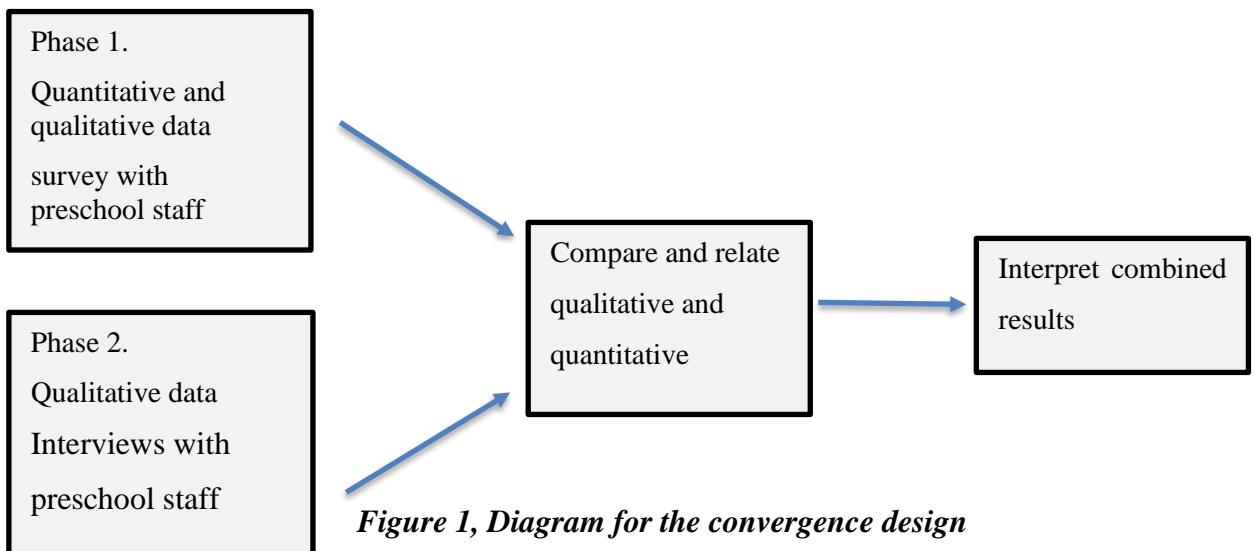 Phase 1.
Quantitative and
qualitative data
survey with
preschool staff
Phase 2.
Qualitative data
Interviews with
preschool staff
Compare and relate
qualitative and
quantitative
Interpret combined
results
Figure 1, Diagram for the convergence design